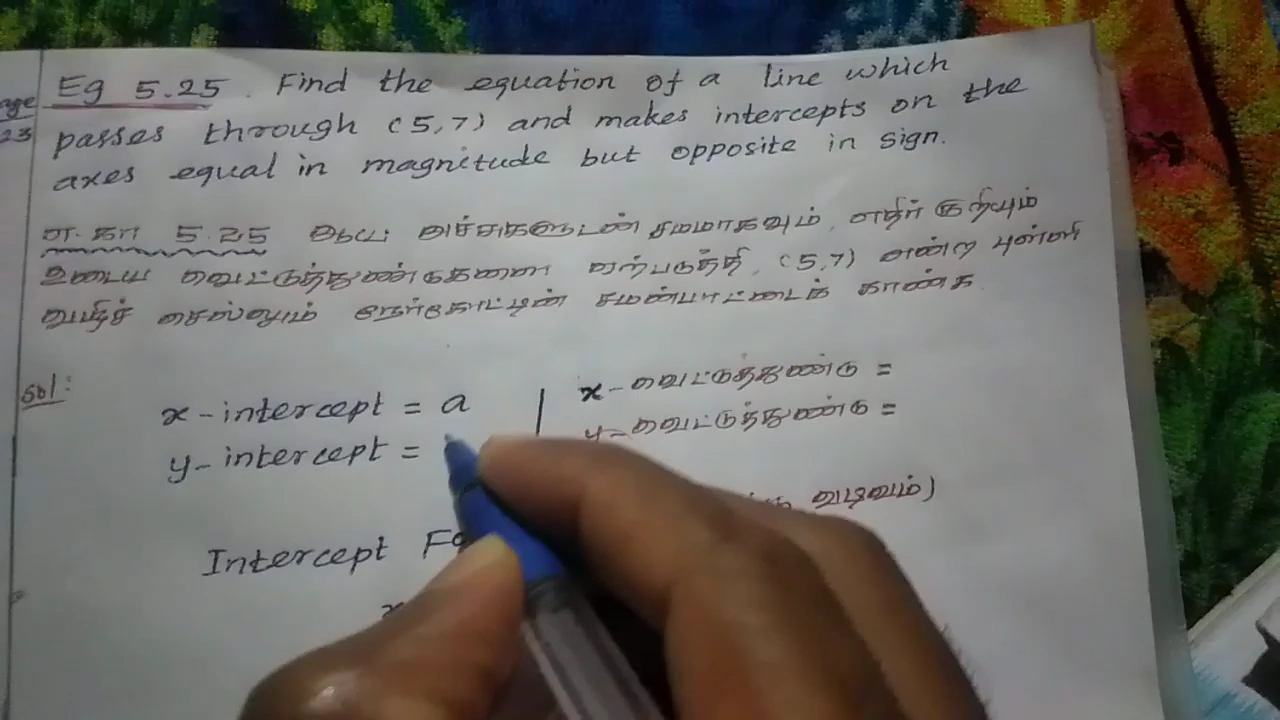 Eg 5.25. Find the equation of a line which
passes through (5,7) and makes intercepts on the
axes equal in magnitude but opposite in sign.
எ.கா 5.25 ஆய அச்சுகளுடன் சமமாகவும், எதிர் குறியும்
உடைய வெட்டுத்துண்டுகளை ஏற்படுத்தி, (5,7) என்ற புள்ளி
வழிச் செல்லும் நேர்கோட்டின் சமன்பாட்டைக் காண்க.
Sol:
x-intercept = a
x-வெட்டுத்துண்டு =
y-intercept =
y-வெட்டுத்துண்டு =
வடிவம்)
Intercept Fo
x